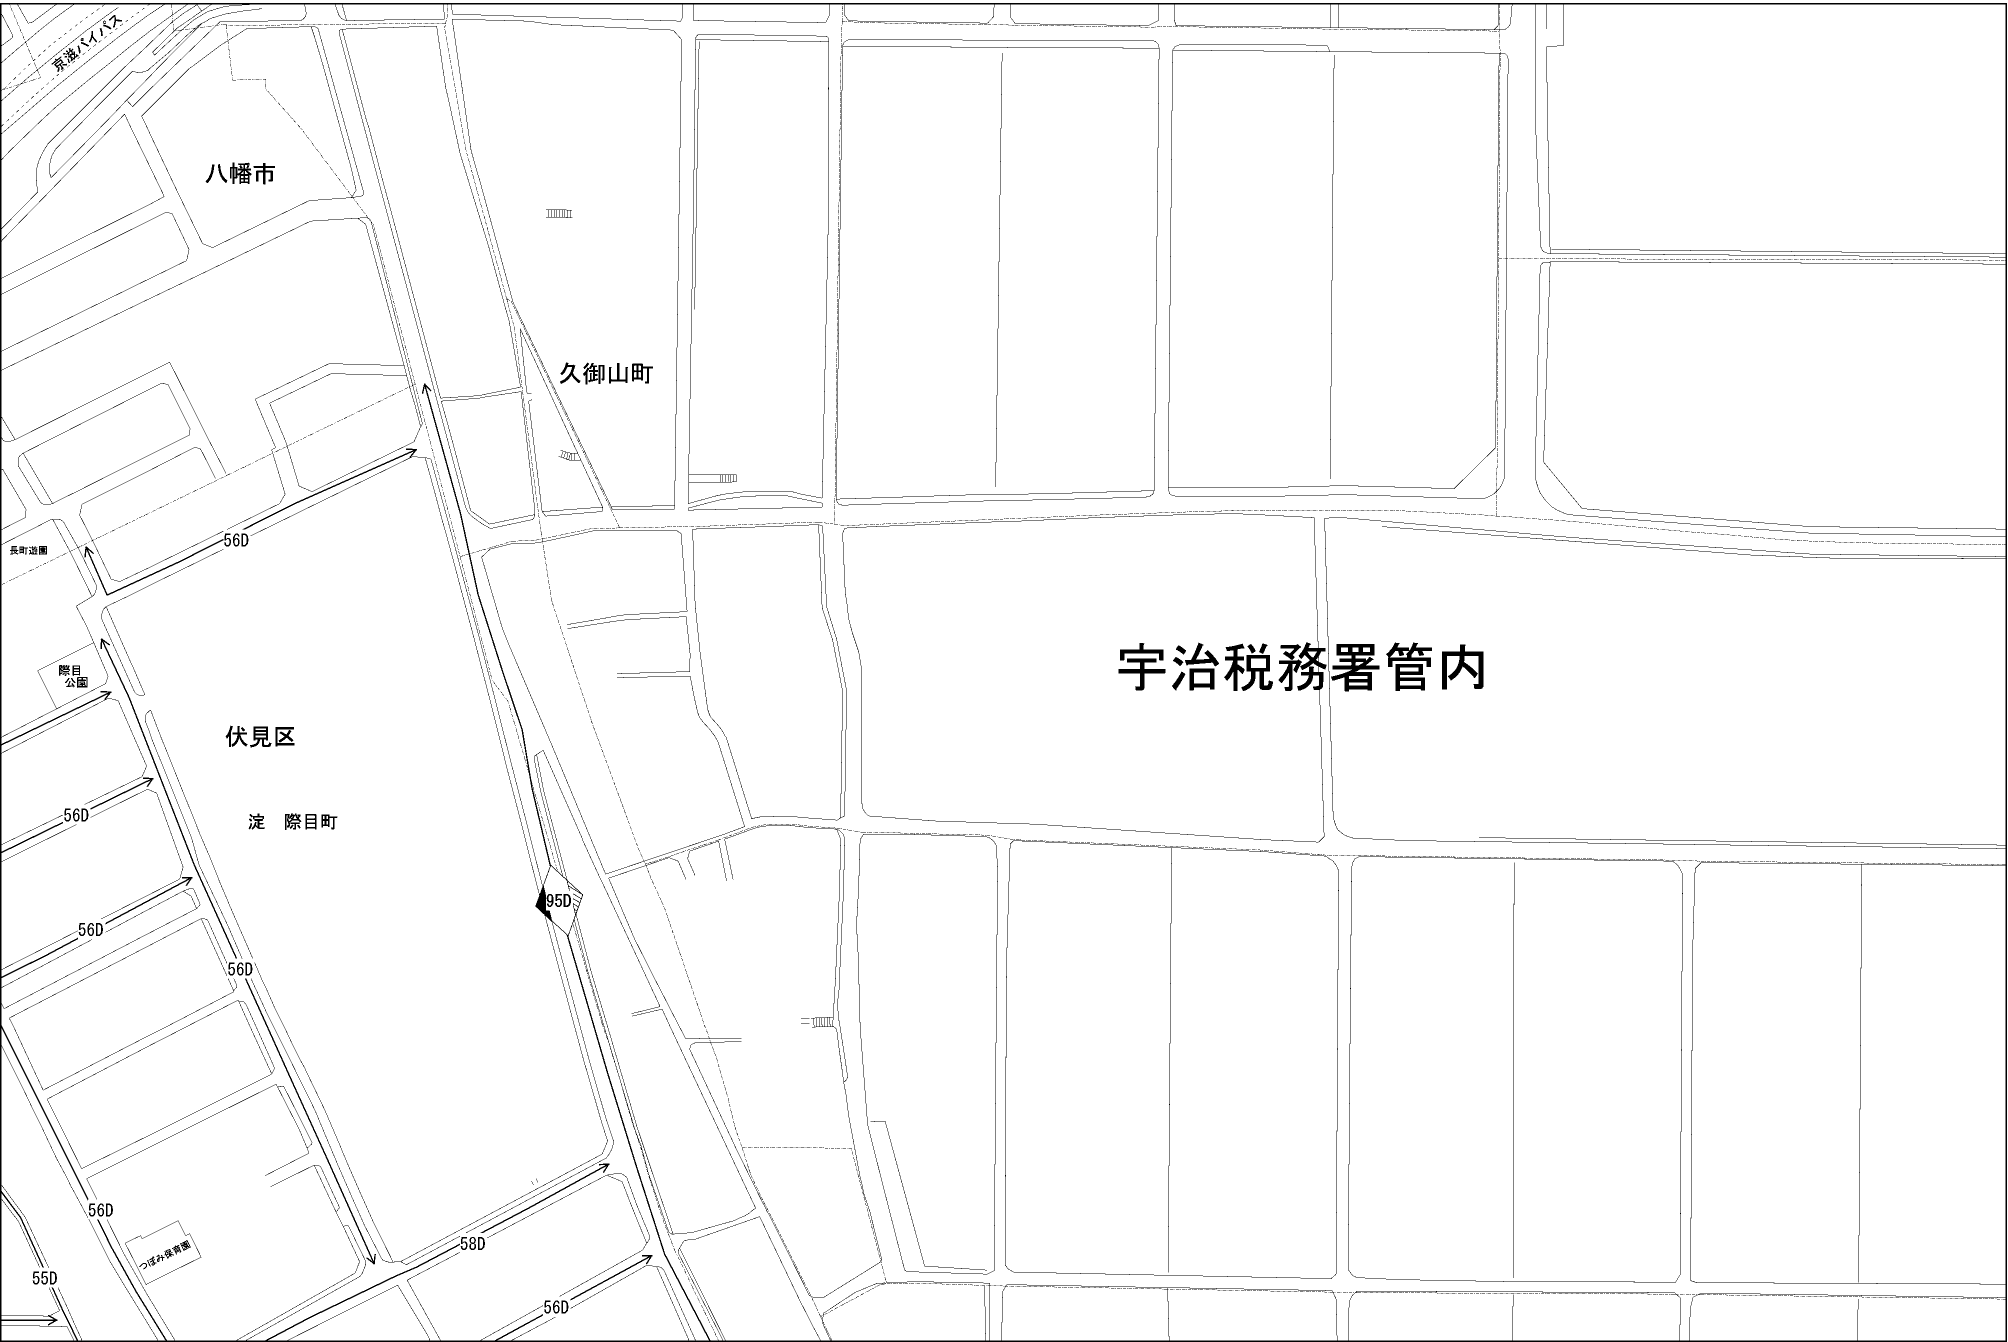 京滋バイパス
八幡市
久御山町
56D
長町遊園
宇治税務署管内
際目
公園
伏見区
56D
淀　際目町
95D
56D
56D
56D
58D
つぼみ保育園
55D
56D